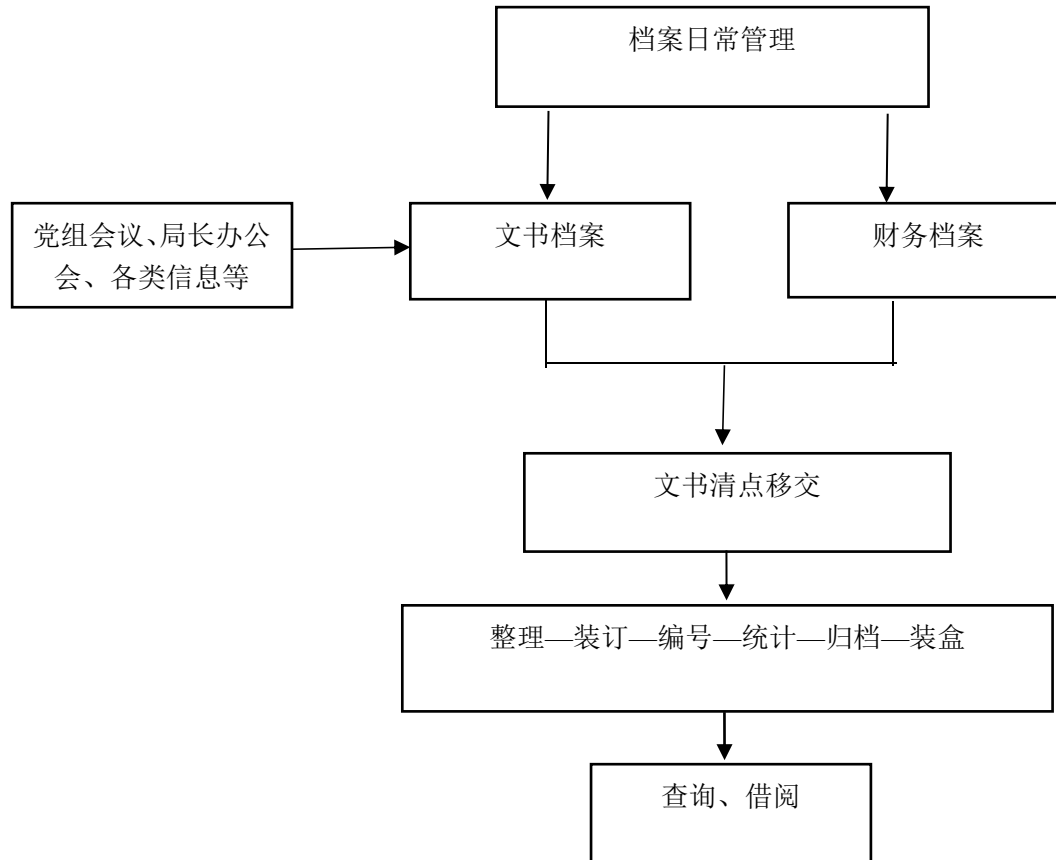 档案日常管理
党组会议、局长办公
会、各类信息等
文书档案
财务档案
文书清点移交
整理—装订—编号—统计—归档—装盒
查询、借阅